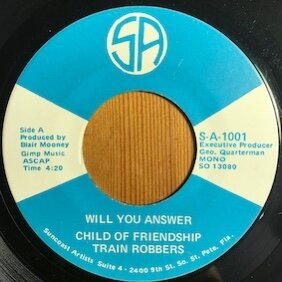 SA
Side A
Produced by
Blair Mooney
Gimp Music
ASCAP
Time 4:20
S-A-1001
Executive Producer
Geo. Quarterman
MONO
SO 13080
WILL YOU ANSWER
CHILD OF FRIENDSHIP
TRAIN ROBBERS
Suncoast Artists Suite 4 - 2400 9th St. So. St. Pete, Fla.